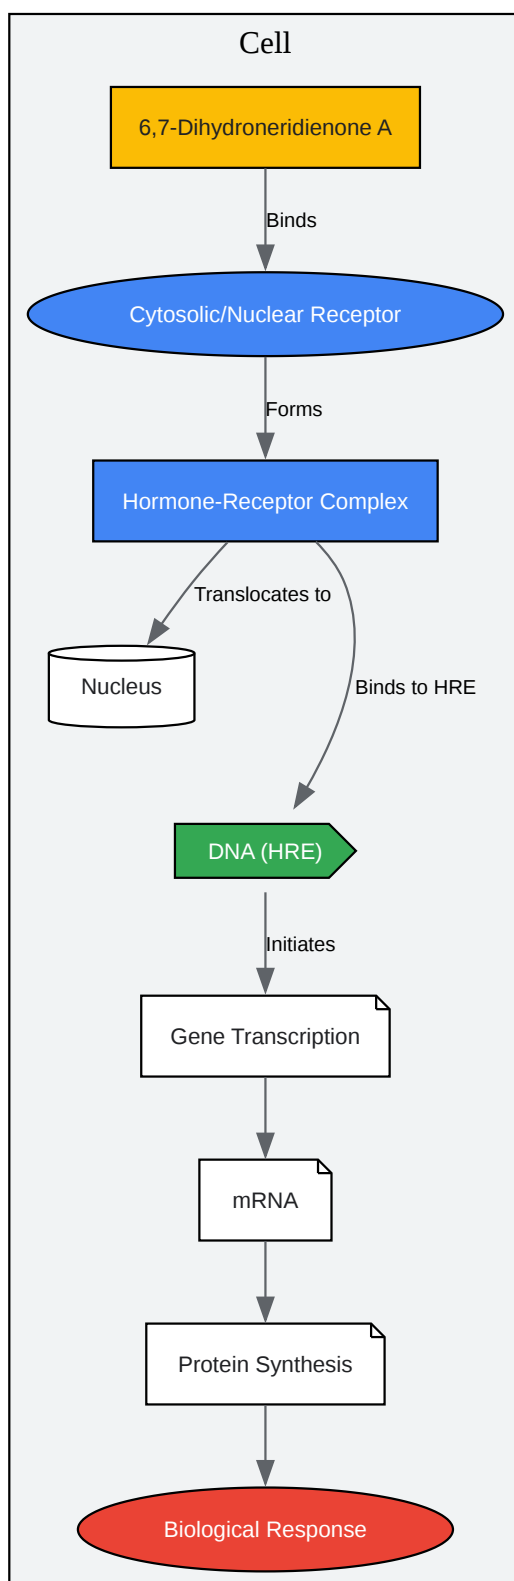 Cell
6,7-Dihydroneridienone A
Binds
Cytosolic/Nuclear Receptor
Forms
Hormone-Receptor Complex
Translocates to
Nucleus
Binds to HRE
DNA (HRE)
Initiates
Gene Transcription
mRNA
Protein Synthesis
Biological Response